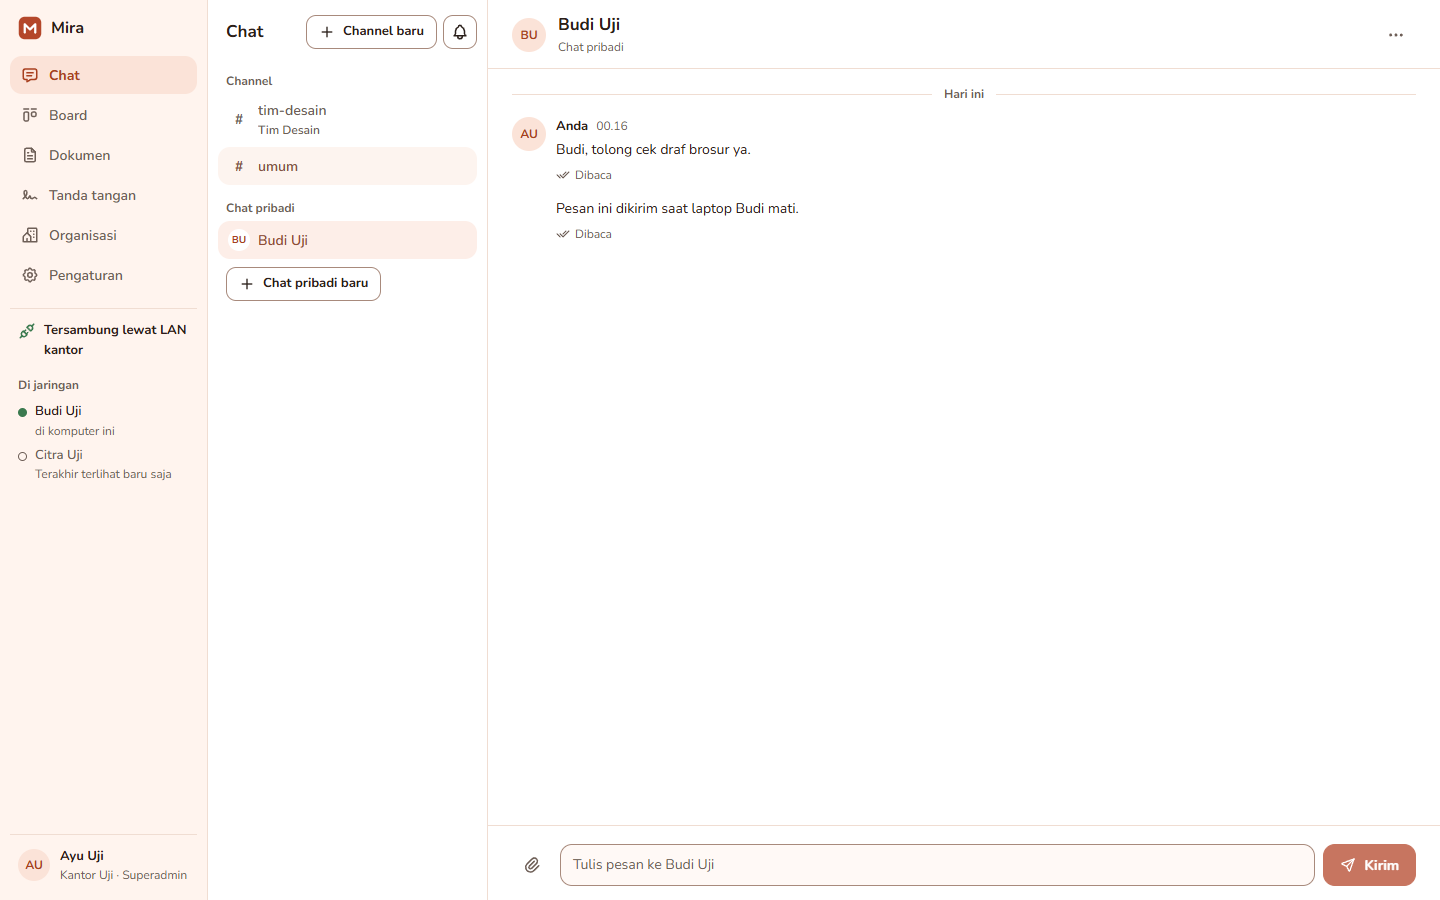 Mira
Chat
Board
Dokumen
Tanda tangan
Organisasi
Pengaturan
Tersambung lewat LAN
kantor
Di jaringan
Budi Uji
di komputer ini
Citra Uji
Terakhir terlihat baru saja
AU
Ayu Uji
Kantor Uji · Superadmin
Chat
Channel baru
Channel
# tim-desain
Tim Desain
# umum
Chat pribadi
BU Budi Uji
Chat pribadi baru
BU
Budi Uji
Chat pribadi
Hari ini
AU
Anda 00.16
Budi, tolong cek draf brosur ya.
Dibaca
Pesan ini dikirim saat laptop Budi mati.
Dibaca
Tulis pesan ke Budi Uji
Kirim